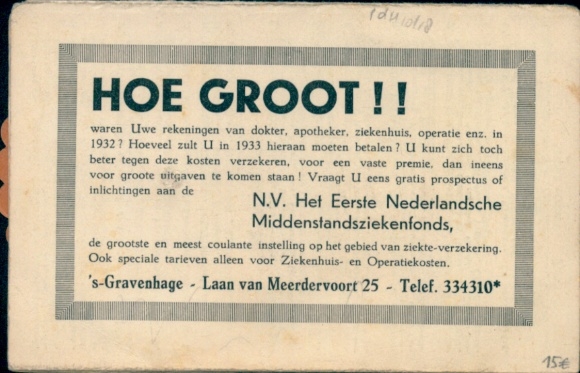 HOE GROOT ! !
waren Uwe rekeningen van dokter, apotheker, ziekenhuis, operatie enz. in
1932 ? Hoeveel zult U in 1933 hieraan moeten betalen ? U kunt zich toch
beter tegen deze kosten verzekeren, voor een vaste premie, dan ineens
voor groote uitgaven te komen staan ! Vraagt U eens gratis prospectus of
inlichtingen aan de
N.V. Het Eerste Nederlandsche
Middenstandsziekenfonds,
de grootste en meest coulante instelling op het gebied van ziekte-verzekering.
Ook speciale tarieven alleen voor Ziekenhuis- en Operatiekosten.
's-Gravenhage - Laan van Meerdervoort 25 - Telef. 334310*
15€